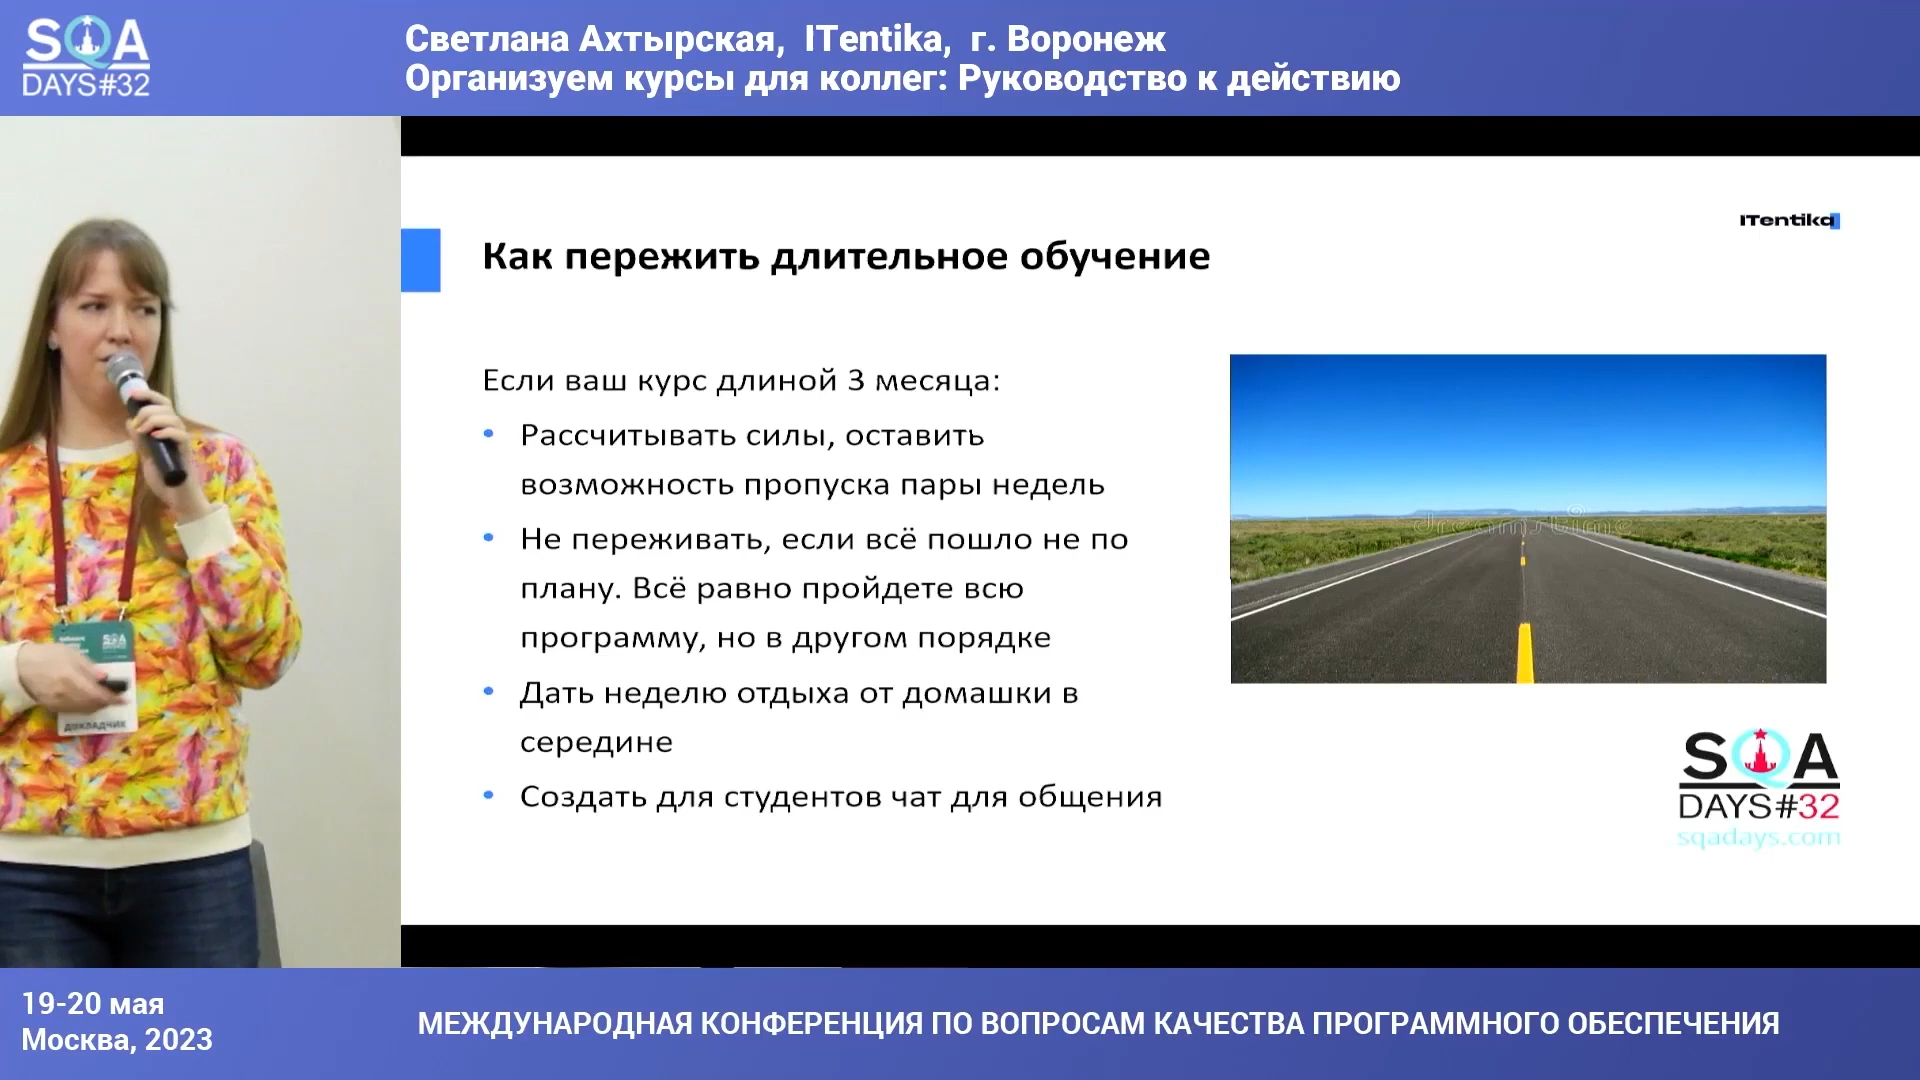 SQA
DAYS#32
Светлана Ахтырская, ITentika, г. Воронеж
Организуем курсы для коллег: Руководство к действию
ITentika
Как пережить длительное обучение
Если ваш курс длиной 3 месяца:
• Рассчитывать силы, оставить
возможность пропуска пары недель
• Не переживать, если всё пошло не по
плану. Всё равно пройдете всю
программу, но в другом порядке
• Дать неделю отдыха от домашки в
середине
• Создать для студентов чат для общения
dreamstime
SQA
DAYS#32
sqadays.com
SQA
ДОКЛАДЧИК
19-20 мая
Москва, 2023
МЕЖДУНАРОДНАЯ КОНФЕРЕНЦИЯ ПО ВОПРОСАМ КАЧЕСТВА ПРОГРАММНОГО ОБЕСПЕЧЕНИЯ